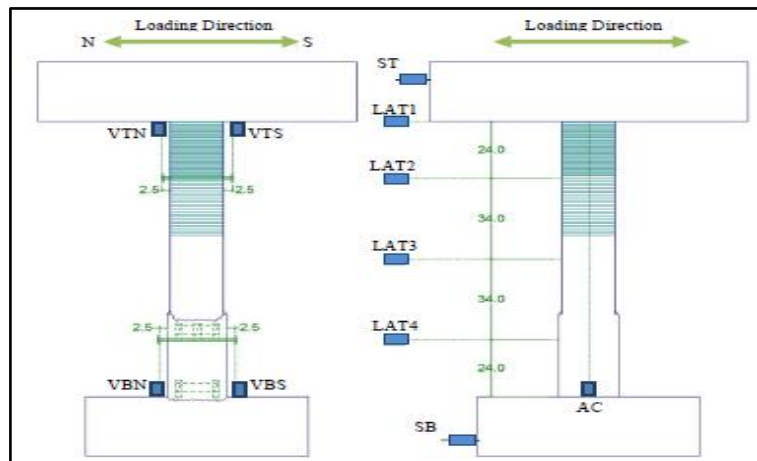 Loading Direction
N S
VTN VTS
2.5 2.5
2.5 2.5
VBN VBS
Loading Direction
ST
LAT1
24.0
LAT2
34.0
LAT3
34.0
LAT4
24.0
AC
SB